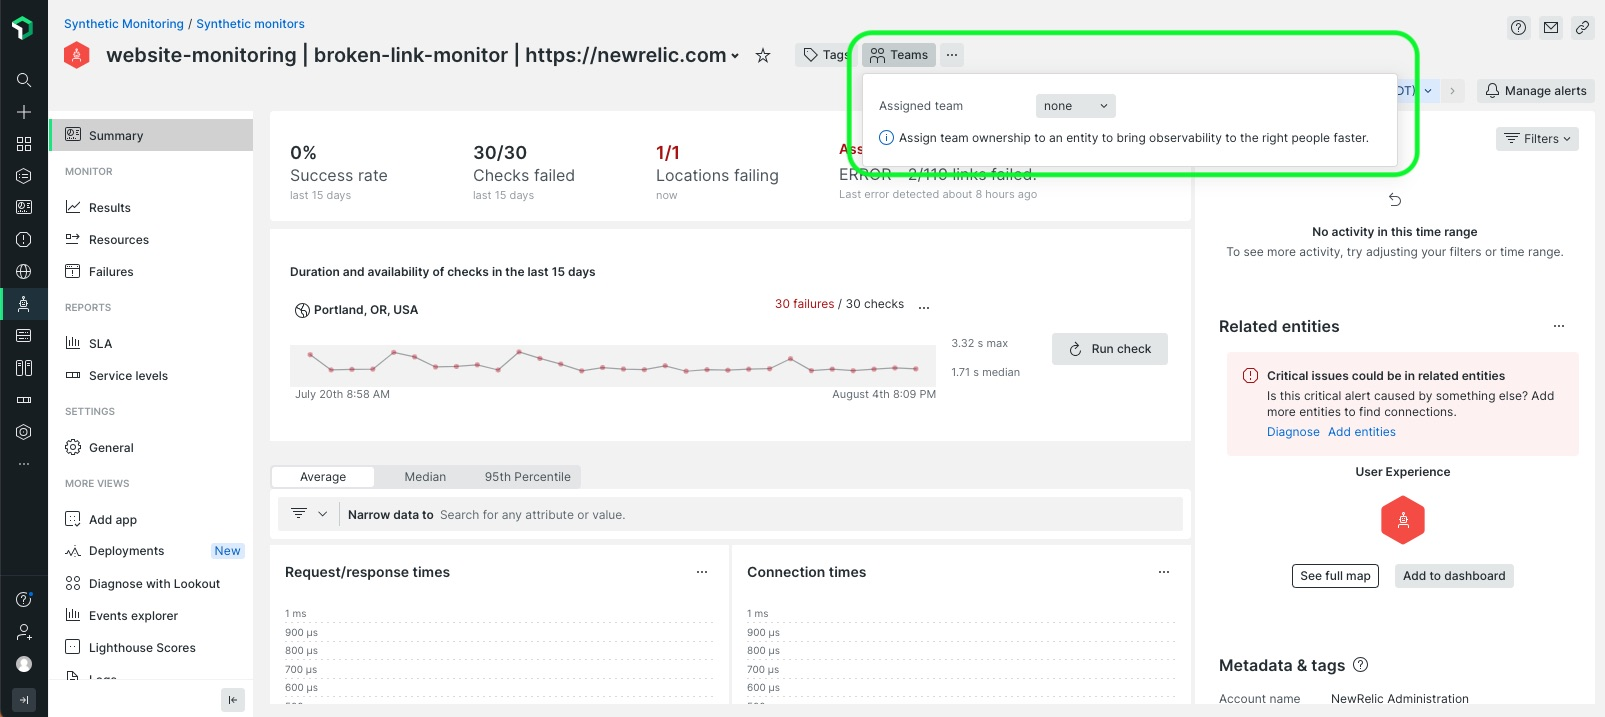 Synthetic Monitoring / Synthetic monitors
website-monitoring | broken-link-monitor | https://newrelic.com
Tags
Teams
...
Assigned team
none
Assign team ownership to an entity to bring observability to the right people faster.
Manage alerts
Summary
MONITOR
Results
Resources
Failures
REPORTS
SLA
Service levels
SETTINGS
General
MORE VIEWS
Add app
Deployments
New
Diagnose with Lookout
Events explorer
Lighthouse Scores
Logs
0%
Success rate
last 15 days
30/30
Checks failed
last 15 days
1/1
Locations failing
now
ERROR - 2/119 links failed.
Last error detected about 8 hours ago
Duration and availability of checks in the last 15 days
Portland, OR, USA
30 failures / 30 checks
...
3.32 s max
1.71 s median
July 20th 8:58 AM
August 4th 8:09 PM
Run check
Average
Median
95th Percentile
Narrow data to
Search for any attribute or value.
Request/response times
...
1 ms
900 µs
800 µs
700 µs
600 µs
Connection times
...
1 ms
900 µs
800 µs
700 µs
600 µs
Filters
No activity in this time range
To see more activity, try adjusting your filters or time range.
Related entities
...
Critical issues could be in related entities
Is this critical alert caused by something else? Add
more entities to find connections.
Diagnose Add entities
User Experience
See full map
Add to dashboard
Metadata & tags
Account name
NewRelic Administration